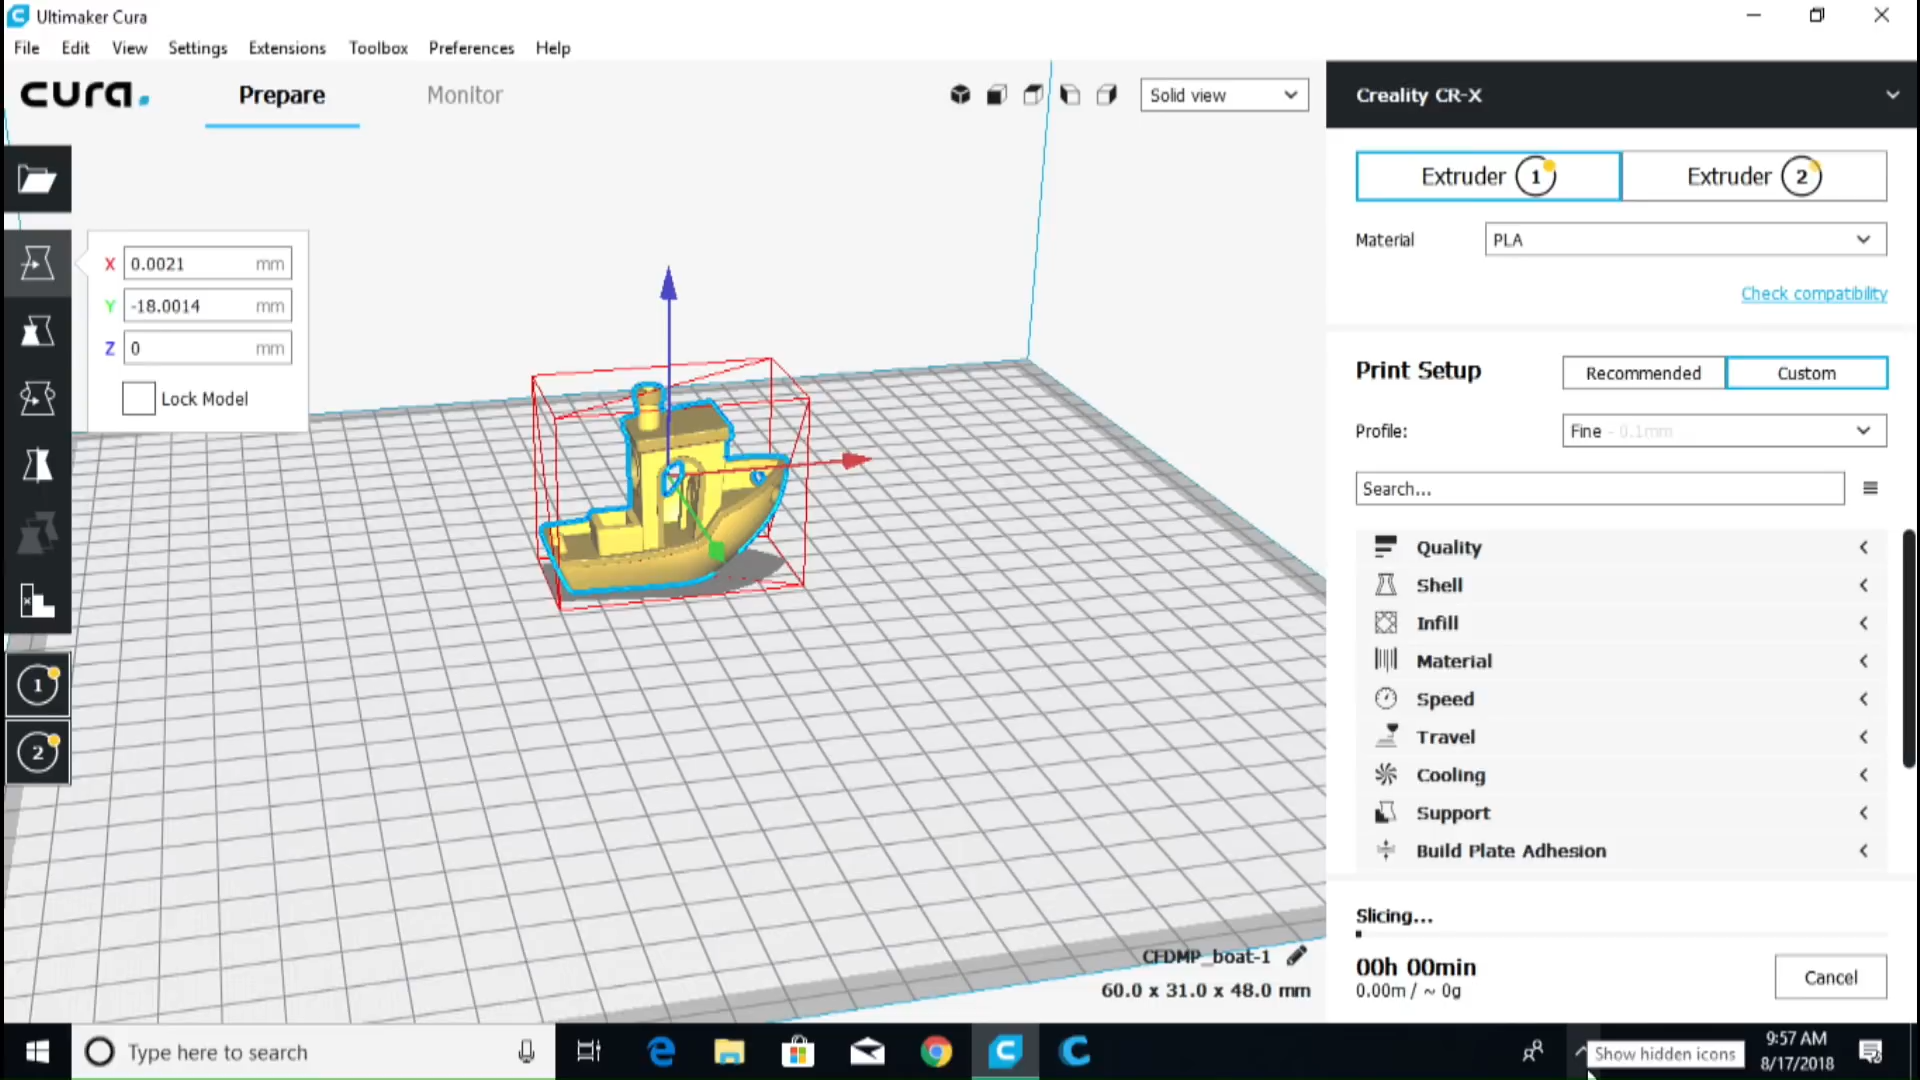 Ultimaker Cura
File Edit View Settings Extensions Toolbox Preferences Help
cura.
Prepare
Monitor
Solid view
Creality CR-X
Extruder 1
Extruder 2
Material
PLA
Check compatibility
X 0.0021 mm
Y -18.0014 mm
Z 0 mm
Lock Model
Print Setup
Recommended
Custom
Profile:
Fine - 0.1mm
Search...
Quality
Shell
Infill
Material
Speed
Travel
Cooling
Support
Build Plate Adhesion
1
2
CFDMP_boat-1
60.0 x 31.0 x 48.0 mm
Slicing...
00h 00min
0.00m / ~ 0g
Cancel
Type here to search
Show hidden icons
9:57 AM
8/17/2018